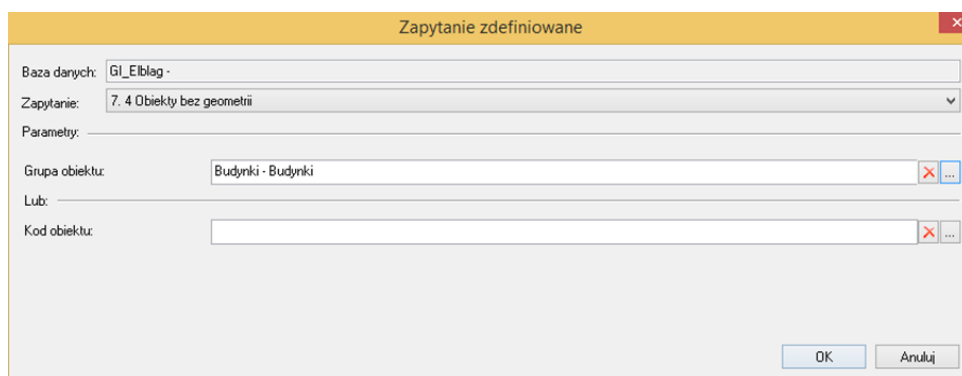 Zapytanie zdefiniowane
Baza danych: GI_Elblag -
Zapytanie: 7. 4 Obiekty bez geometrii
Parametry:
Grupa obiektu: Budynki - Budynki ...
Lub:
Kod obiektu: ...
OK Anuluj